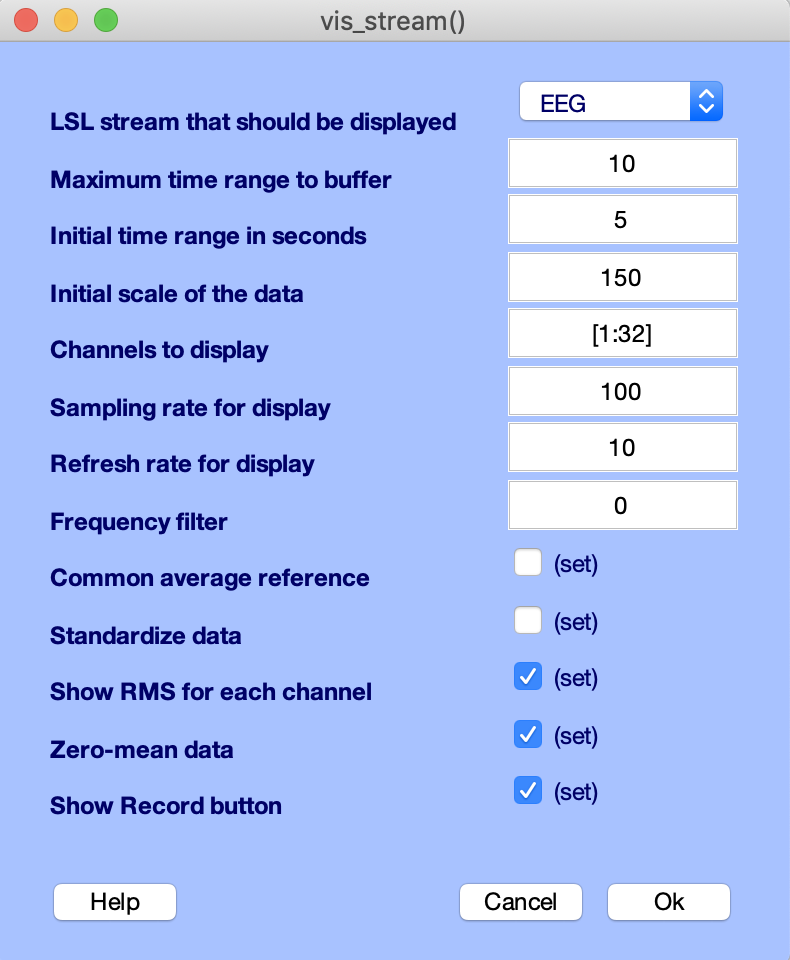 vis_stream()
LSL stream that should be displayed EEG
Maximum time range to buffer 10
Initial time range in seconds 5
Initial scale of the data 150
Channels to display [1:32]
Sampling rate for display 100
Refresh rate for display 10
Frequency filter 0
Common average reference (set)
Standardize data (set)
Show RMS for each channel (set)
Zero-mean data (set)
Show Record button (set)
Help Cancel Ok